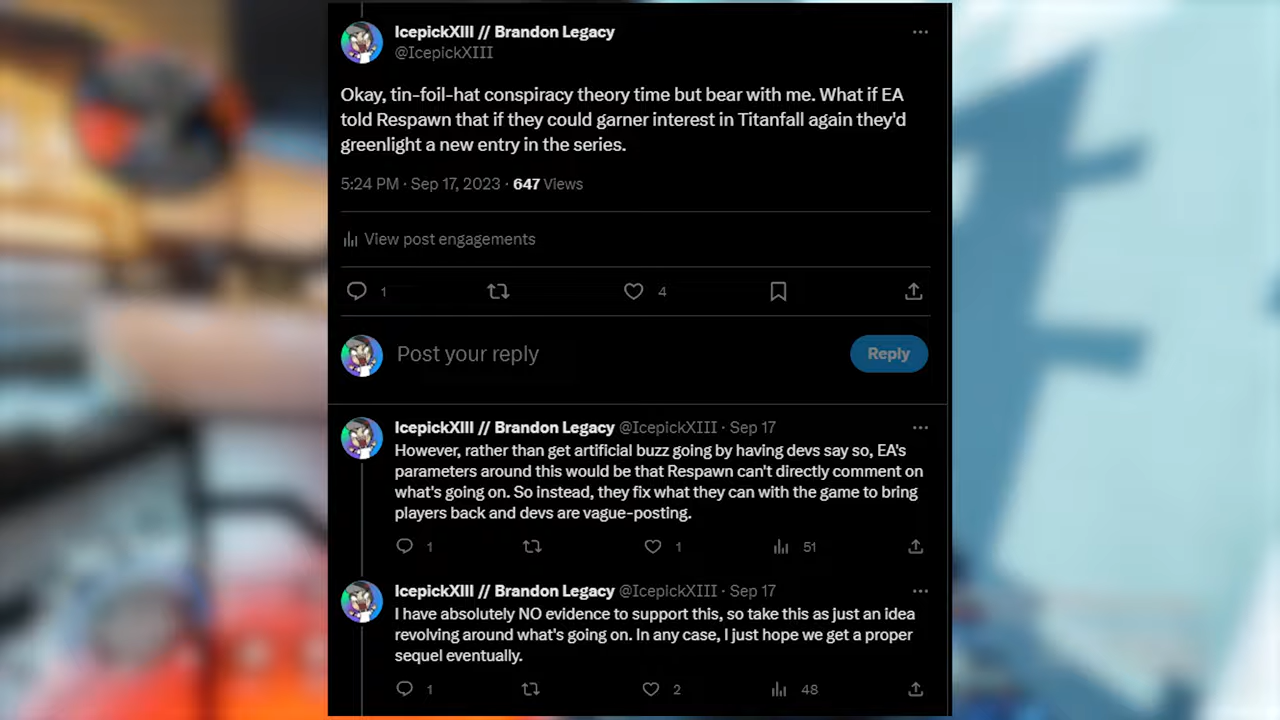 IcepickXIII // Brandon Legacy
@IcepickXIII
Okay, tin-foil-hat conspiracy theory time but bear with me. What if EA
told Respawn that if they could garner interest in Titanfall again they'd
greenlight a new entry in the series.
5:24 PM · Sep 17, 2023 · 647 Views
View post engagements
1 4
Post your reply Reply
IcepickXIII // Brandon Legacy @IcepickXIII · Sep 17
However, rather than get artificial buzz going by having devs say so, EA's
parameters around this would be that Respawn can't directly comment on
what's going on. So instead, they fix what they can with the game to bring
players back and devs are vague-posting.
1 1 51
IcepickXIII // Brandon Legacy @IcepickXIII · Sep 17
I have absolutely NO evidence to support this, so take this as just an idea
revolving around what's going on. In any case, I just hope we get a proper
sequel eventually.
1 2 48